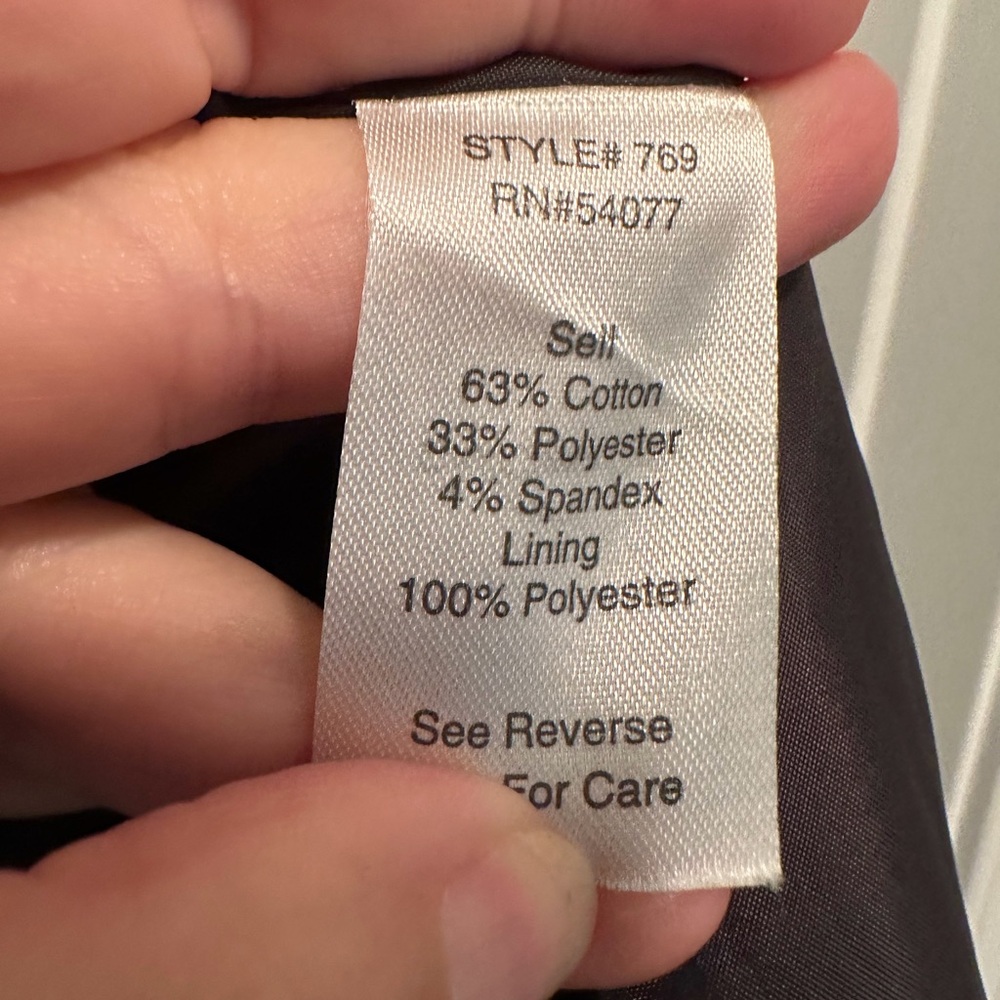 STYLE# 769
RN#54077
Self
63% Cotton
33% Polyester
4% Spandex
Lining
100% Polyester
See Reverse
For Care